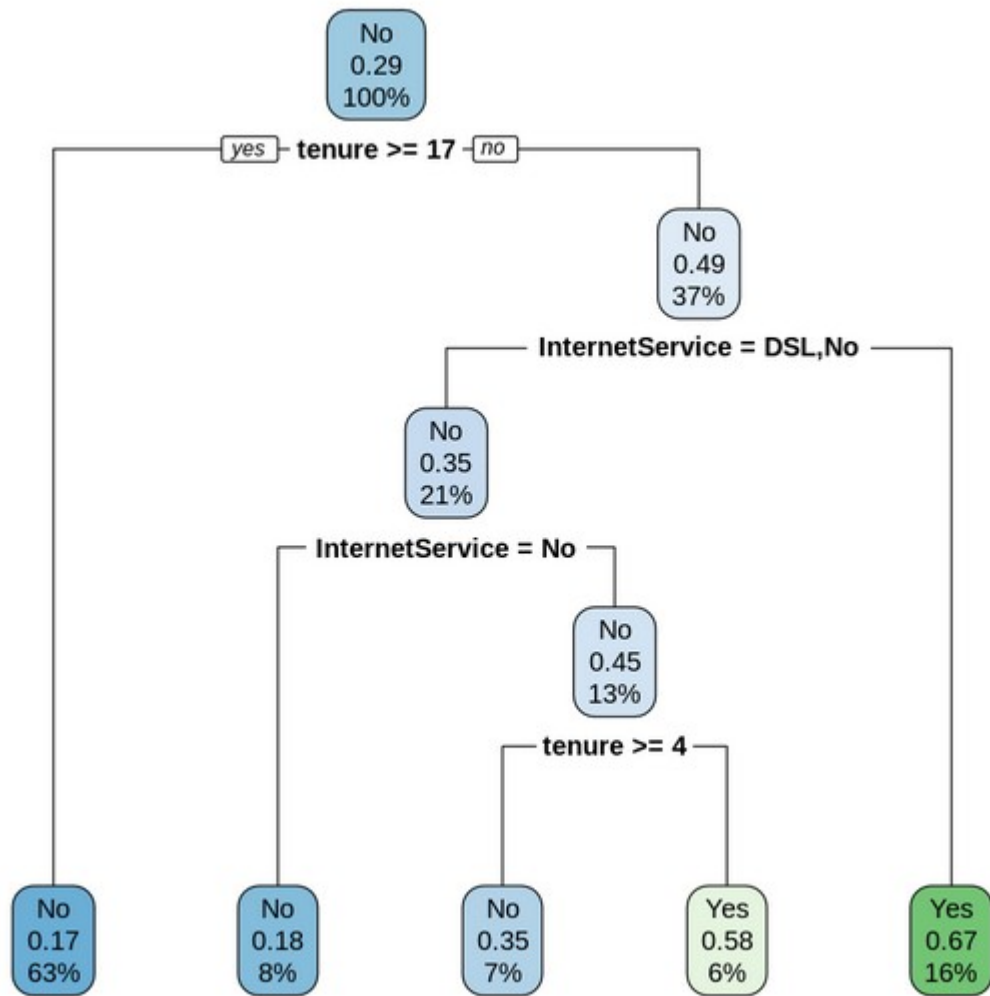 No
0.29
100%
yes tenure >= 17 no
No
0.49
37%
InternetService = DSL,No
No
0.35
21%
InternetService = No
No
0.45
13%
tenure >= 4
No
0.17
63%
No
0.18
8%
No
0.35
7%
Yes
0.58
6%
Yes
0.67
16%